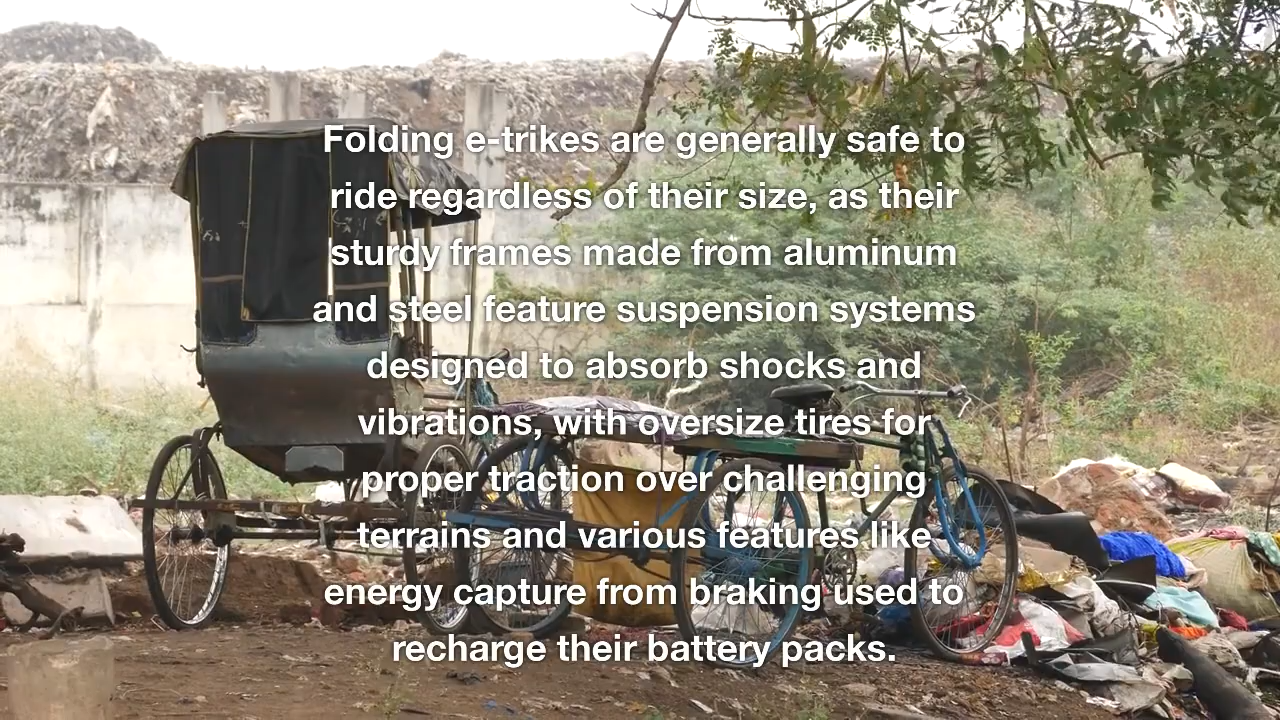 Folding e-trikes are generally safe to
ride regardless of their size, as their
sturdy frames made from aluminum
and steel feature suspension systems
designed to absorb shocks and
vibrations, with oversize tires for
proper traction over challenging
terrains and various features like
energy capture from braking used to
recharge their battery packs.